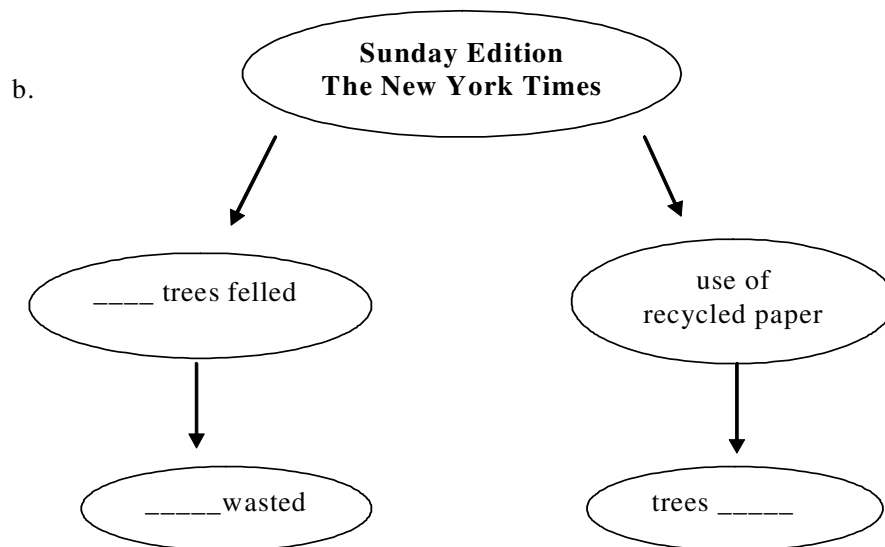 Sunday Edition
The New York Times
b.
____ trees felled
use of
recycled paper
_____wasted
trees _____